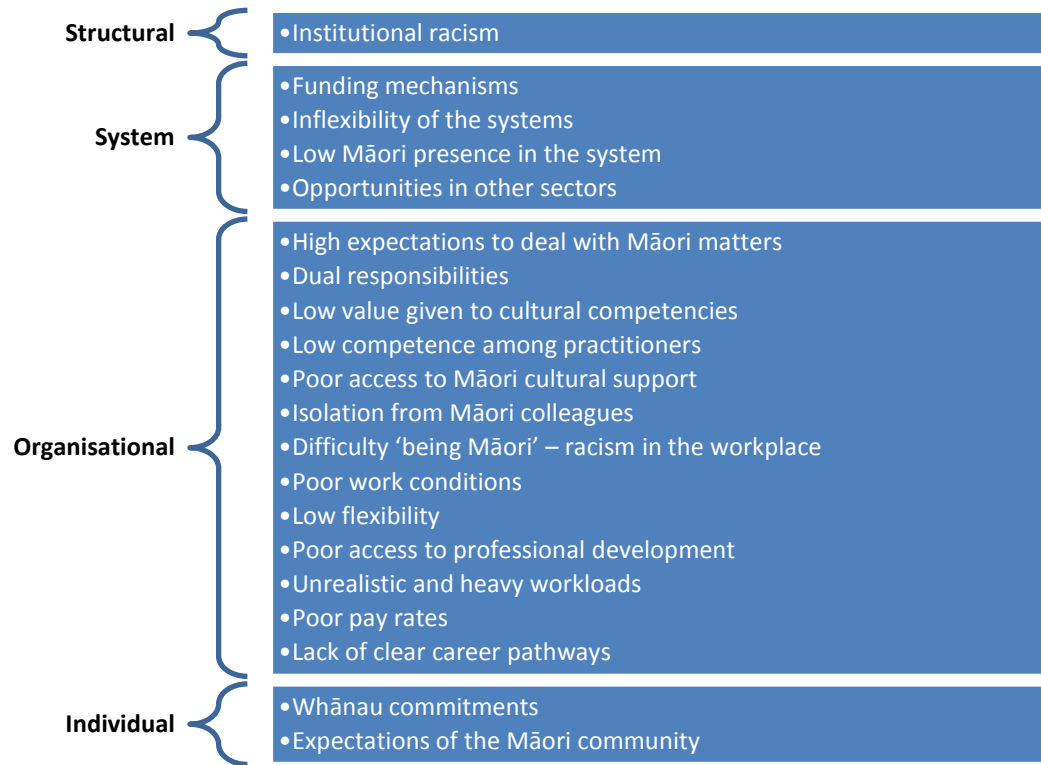 Structural
•Institutional racism
System
•Funding mechanisms
•Inflexibility of the systems
•Low Māori presence in the system
•Opportunities in other sectors
Organisational
•High expectations to deal with Māori matters
•Dual responsibilities
•Low value given to cultural competencies
•Low competence among practitioners
•Poor access to Māori cultural support
•Isolation from Māori colleagues
•Difficulty ‘being Māori’ – racism in the workplace
•Poor work conditions
•Low flexibility
•Poor access to professional development
•Unrealistic and heavy workloads
•Poor pay rates
•Lack of clear career pathways
Individual
•Whānau commitments
•Expectations of the Māori community